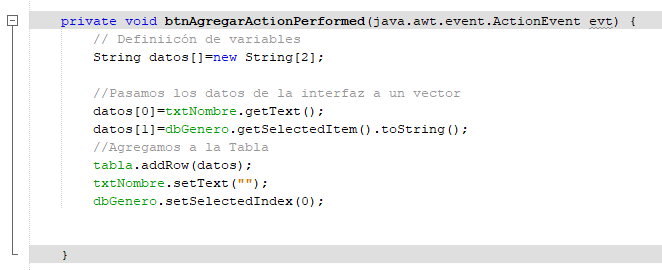 private void btnAgregarActionPerformed(java.awt.event.ActionEvent evt) {
// Definiicón de variables
String datos[]=new String[2];
//Pasamos los datos de la interfaz a un vector
datos[0]=txtNombre.getText();
datos[1]=dbGenero.getSelectedItem().toString();
//Agregamos a la Tabla
tabla.addRow(datos);
txtNombre.setText("");
dbGenero.setSelectedIndex(0);
}